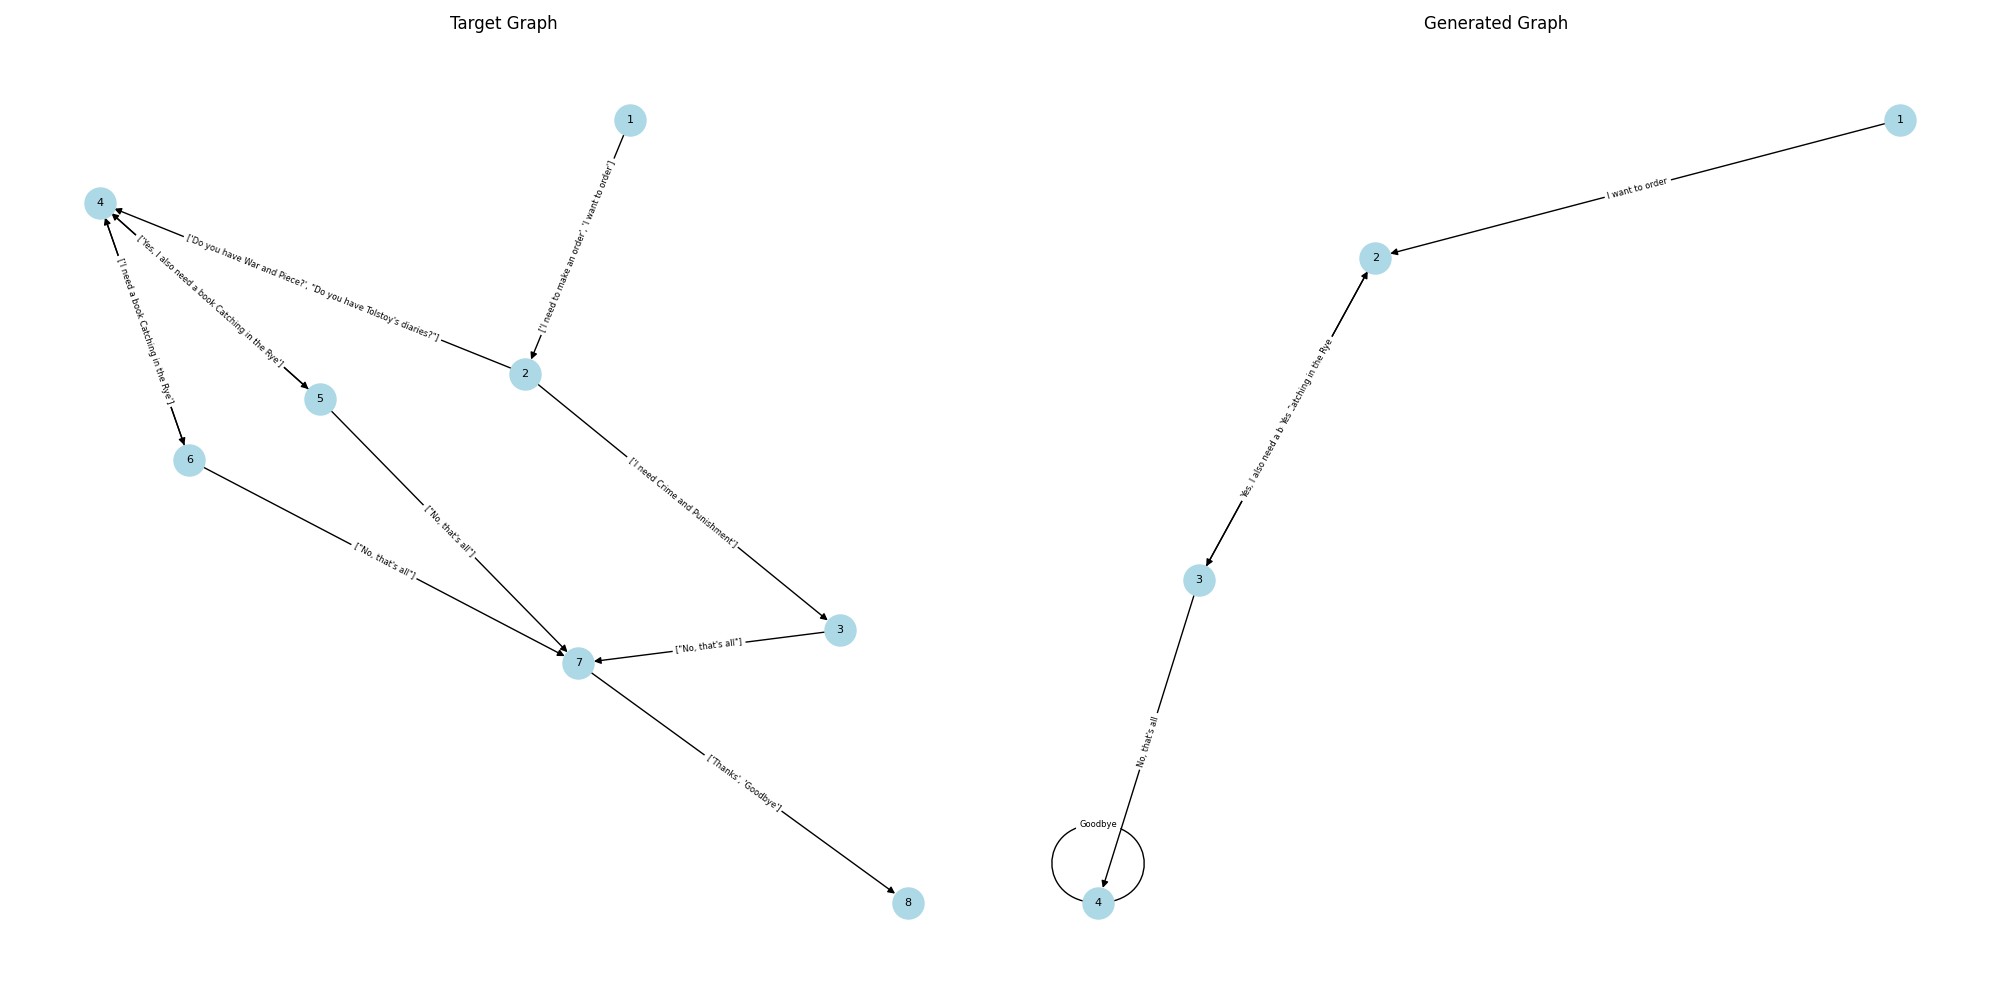 Target Graph
1
['I need to make an order', 'I want to order']
4
['Do you have War and Piece?', "Do you have Tolstoy's diaries?"]
['Yes, I also need a book Catching in the Rye']
['I need a book Catching in the Rye']
2
5
6
['I need Crime and Punishment']
["No, that's all"]
["No, that's all"]
3
["No, that's all"]
7
['Thanks', 'Goodbye']
8
Generated Graph
1
I want to order
2
Yes, I also need a b
Yes
atching in the Rye
3
No, that's all
Goodbye
4